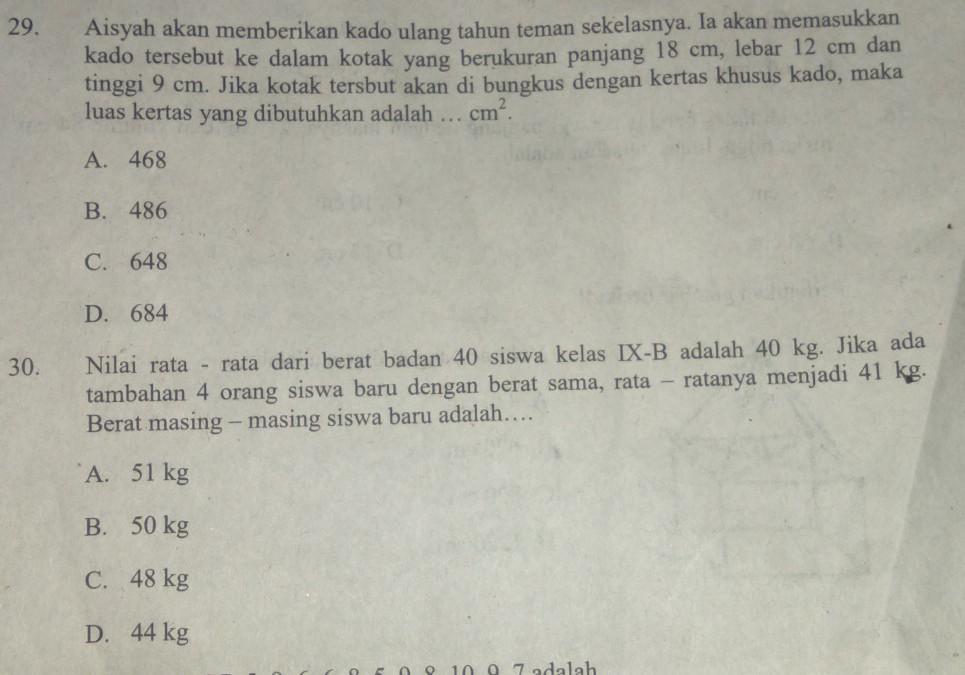 29. Aisyah akan memberikan kado ulang tahun teman sekelasnya. Ia akan memasukkan
kado tersebut ke dalam kotak yang berukuran panjang 18 cm, lebar 12 cm dan
tinggi 9 cm. Jika kotak tersbut akan di bungkus dengan kertas khusus kado, maka
luas kertas yang dibutuhkan adalah … cm².
A. 468
B. 486
C. 648
D. 684
30. Nilai rata - rata dari berat badan 40 siswa kelas IX-B adalah 40 kg. Jika ada
tambahan 4 orang siswa baru dengan berat sama, rata – ratanya menjadi 41 kg.
Berat masing – masing siswa baru adalah….
A. 51 kg
B. 50 kg
C. 48 kg
D. 44 kg
10 9 7 adalah